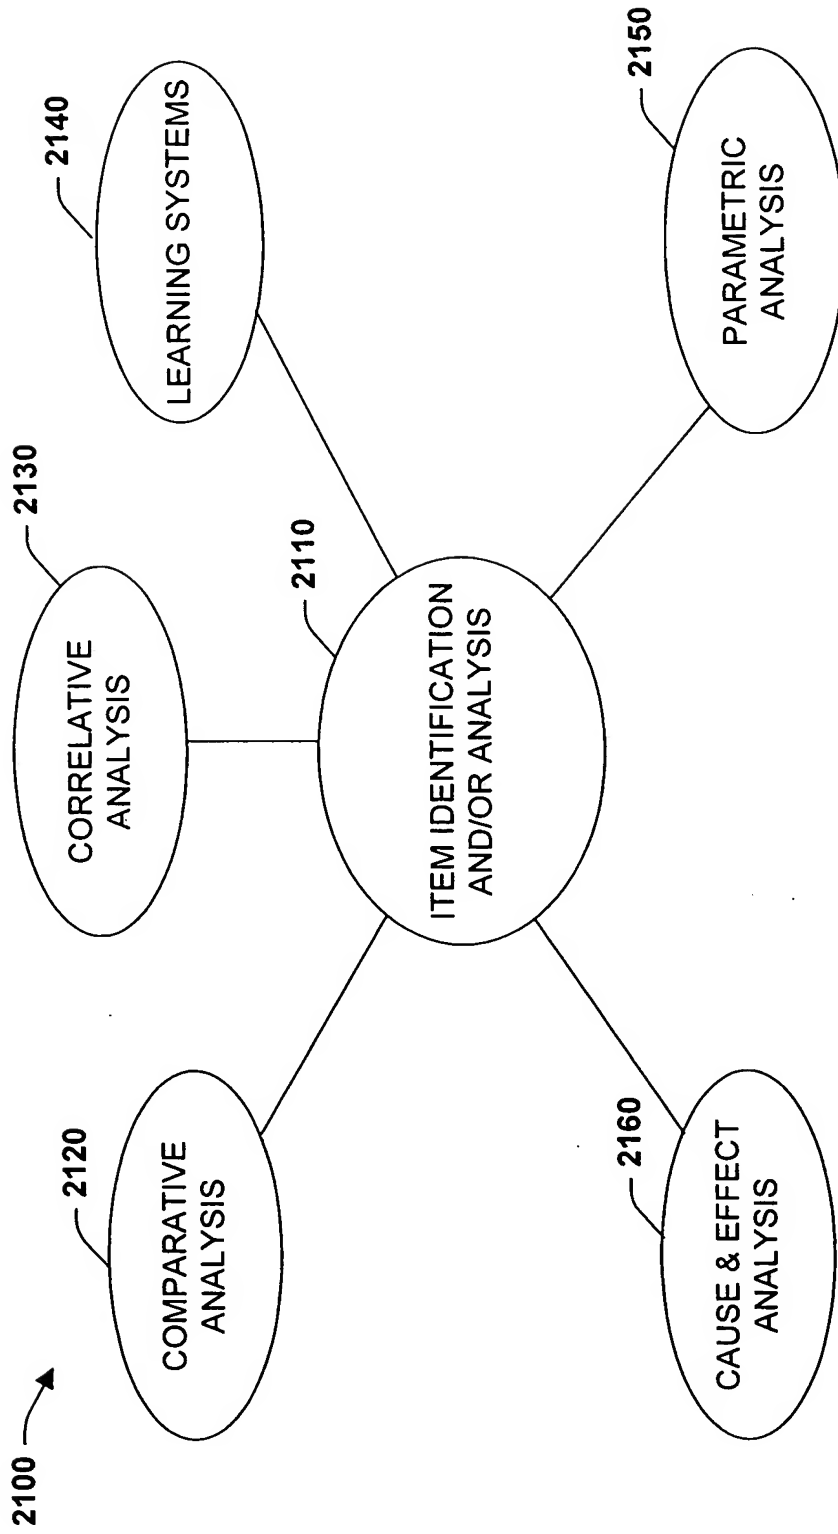 2100
2120
COMPARATIVE
ANALYSIS
2130
CORRELATIVE
ANALYSIS
2140
LEARNING SYSTEMS
2110
ITEM IDENTIFICATION
AND/OR ANALYSIS
2160
CAUSE & EFFECT
ANALYSIS
2150
PARAMETRIC
ANALYSIS